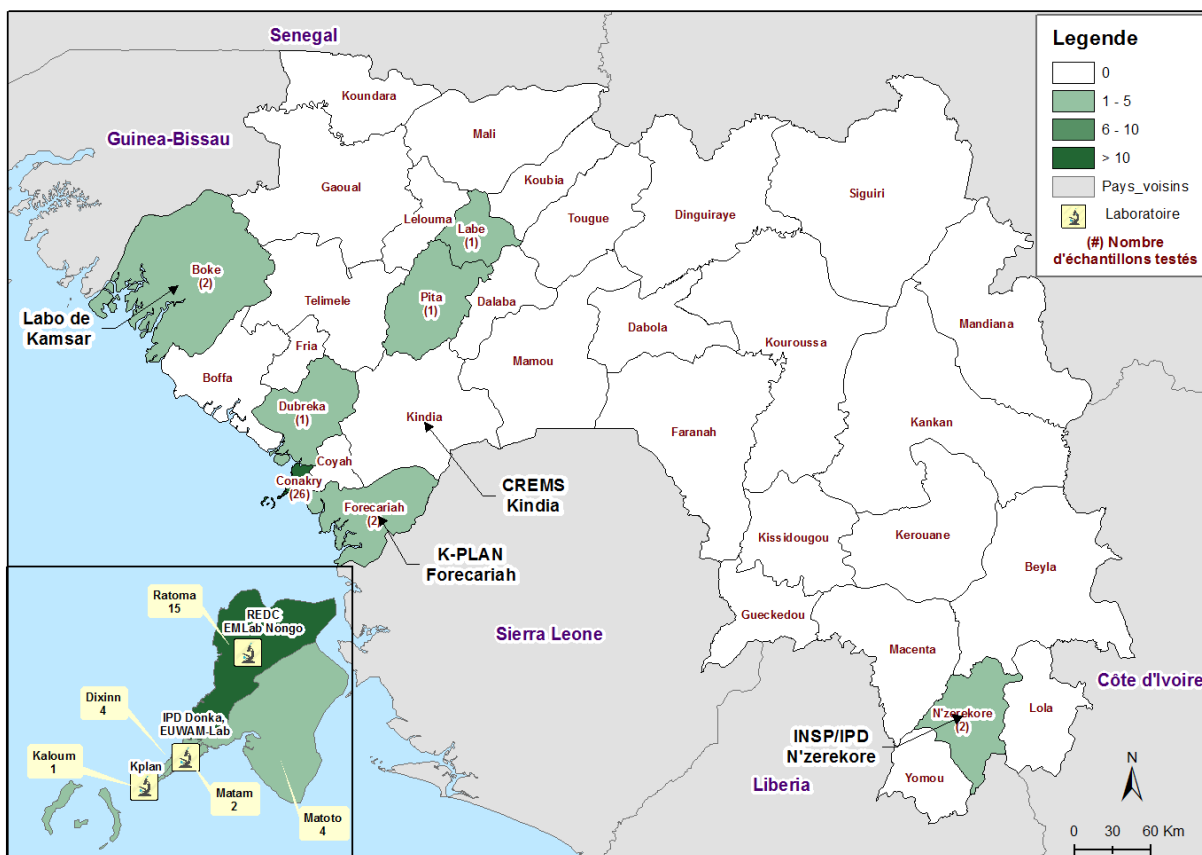 Senegal
Guinea-Bissau
Koundara
Mali
Gaoual
Koubia
Lelouma
Labe
(1)
Tougue
Dinguiraye
Siguiri
Boke
(2)
Telimele
Pita
(1)
Dalaba
Labo de
Kamsar
Fria
Boffa
Mamou
Dabola
Kouroussa
Mandiana
Dubreka
(1)
Kindia
Faranah
Kankan
Coyah
Conakry
(26)
Forecariah
(2)
CREMS
Kindia
K-PLAN
Forecariah
Kissidougou
Kerouane
Beyla
Gueckedou
Sierra Leone
Macenta
Côte d'Ivoire
N'zerekore
(2)
Lola
INSP/IPD
N'zerekore
Yomou
Liberia
Legende
0
1 - 5
6 - 10
> 10
Pays_voisins
Laboratoire
(#) Nombre
d'échantillons testés
Ratoma
15
REDC
EMLab Nongo
Dixinn
4
IPD Donka,
EUWAM-Lab
Kaloum
1
Kplan
Matam
2
Matoto
4
N
0 30 60 Km